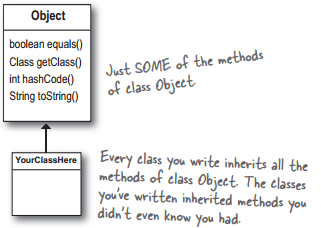 Object
boolean equals()
Class getClass()
int hashCode()
String toString()
Just SOME of the methods
of class Object.
YourClassHere
Every class you write inherits all the
methods of class Object. The classes
you've written inherited methods you
didn't even know you had.